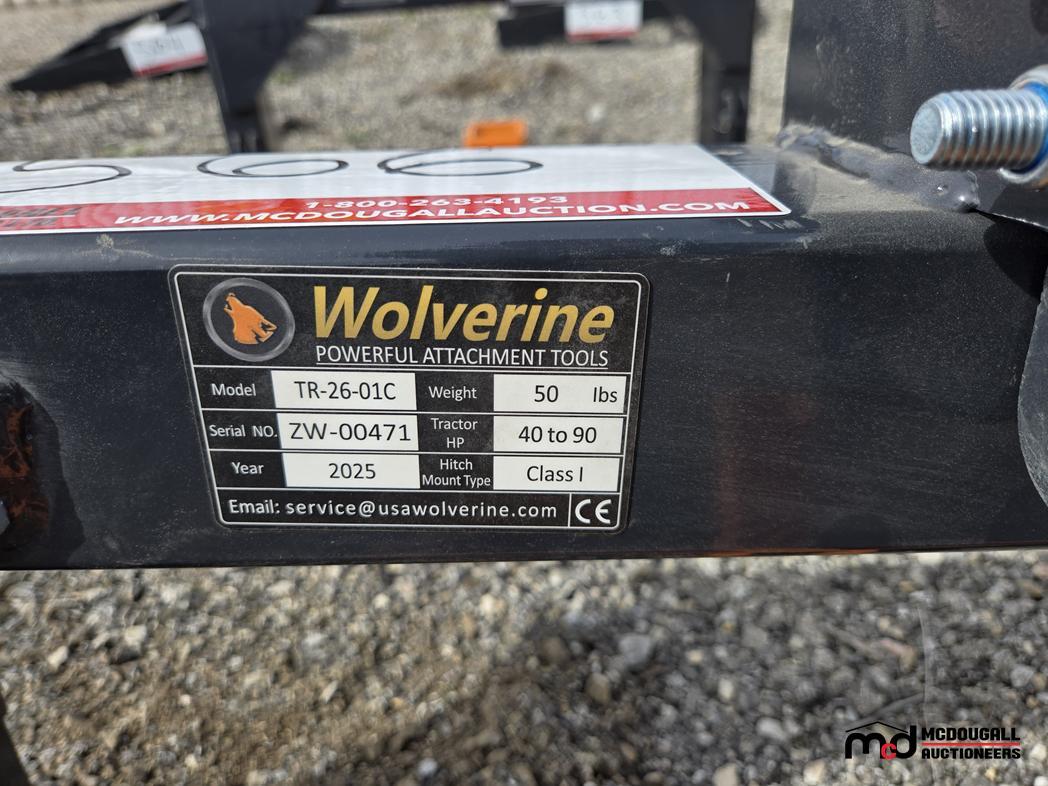 1-800-263-4193
WWW.MCDOUGALLAUCTION.COM
Wolverine
POWERFUL ATTACHMENT TOOLS
Model TR-26-01C Weight 50 lbs
Serial NO. ZW-00471 Tractor HP 40 to 90
Year 2025 Hitch Mount Type Class I
Email: service@usawolverine.com CE
mcd MCDOUGALL
AUCTIONEERS